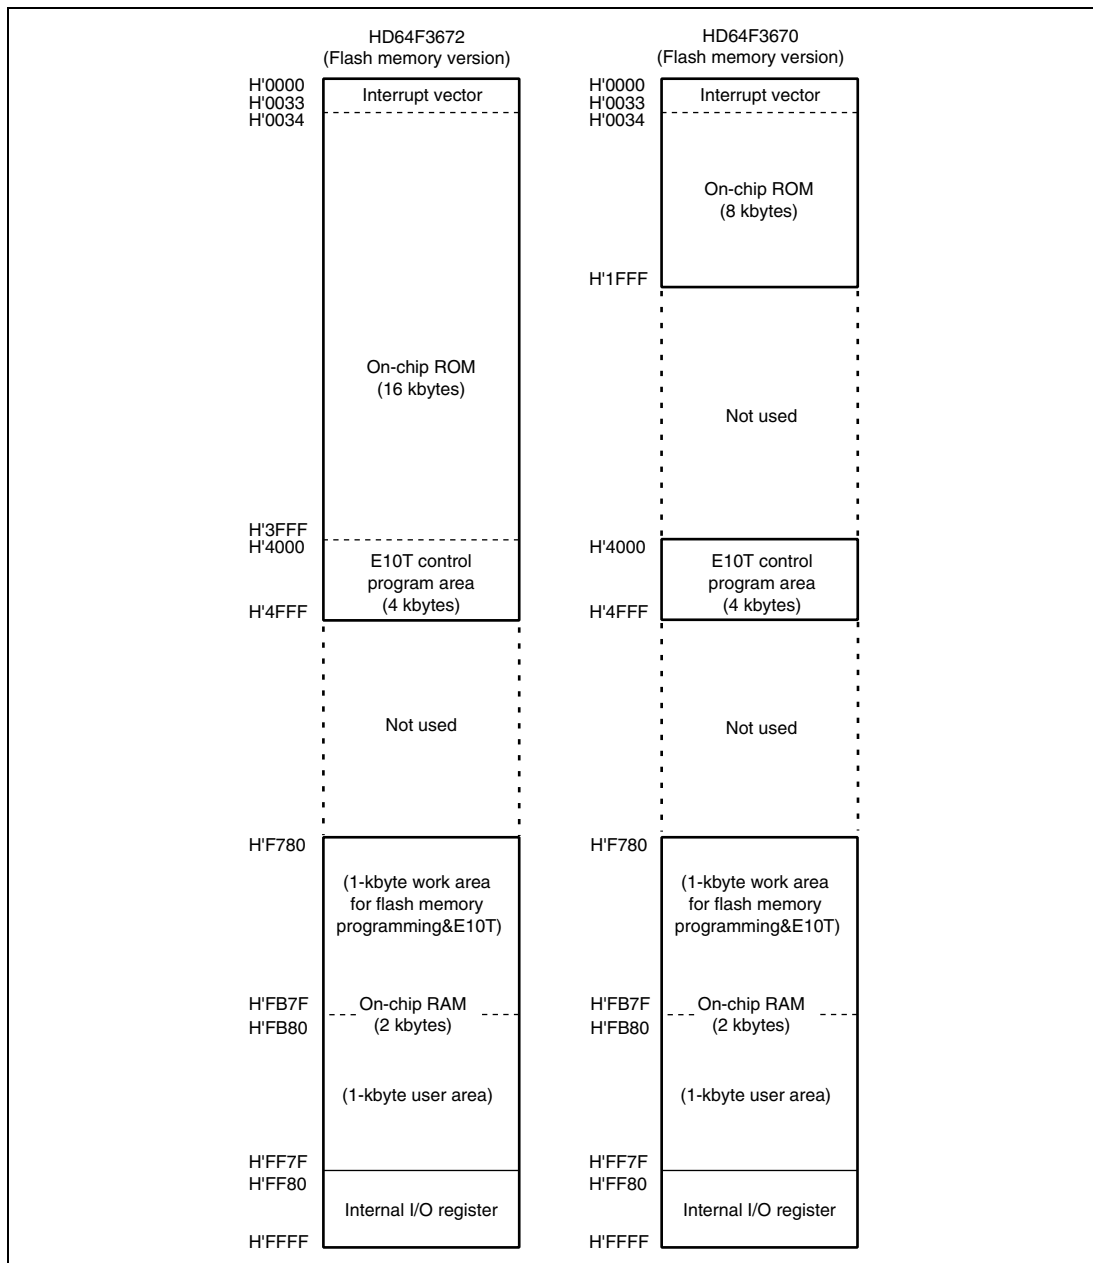 HD64F3672
(Flash memory version)
H'0000
H'0033
H'0034
Interrupt vector
On-chip ROM
(16 kbytes)
H'3FFF
H'4000
E10T control
program area
(4 kbytes)
H'4FFF
Not used
H'F780
(1-kbyte work area
for flash memory
programming&E10T)
H'FB7F
On-chip RAM
(2 kbytes)
H'FB80
(1-kbyte user area)
H'FF7F
H'FF80
Internal I/O register
H'FFFF
HD64F3670
(Flash memory version)
H'0000
H'0033
H'0034
Interrupt vector
On-chip ROM
(8 kbytes)
H'1FFF
Not used
H'4000
E10T control
program area
(4 kbytes)
H'4FFF
Not used
H'F780
(1-kbyte work area
for flash memory
programming&E10T)
H'FB7F
On-chip RAM
(2 kbytes)
H'FB80
(1-kbyte user area)
H'FF7F
H'FF80
Internal I/O register
H'FFFF